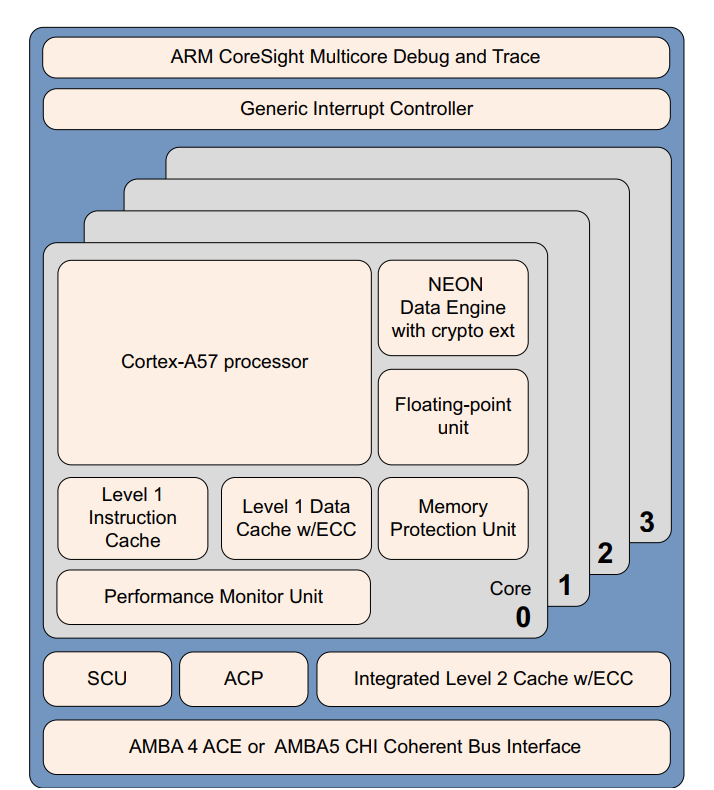 ARM CoreSight Multicore Debug and Trace
Generic Interrupt Controller
NEON
Data Engine
with crypto ext
Cortex-A57 processor
Floating-point
unit
Level 1
Instruction
Cache
Level 1 Data
Cache w/ECC
Memory
Protection Unit
Performance Monitor Unit
Core
0
1
2
3
SCU
ACP
Integrated Level 2 Cache w/ECC
AMBA 4 ACE or AMBA5 CHI Coherent Bus Interface